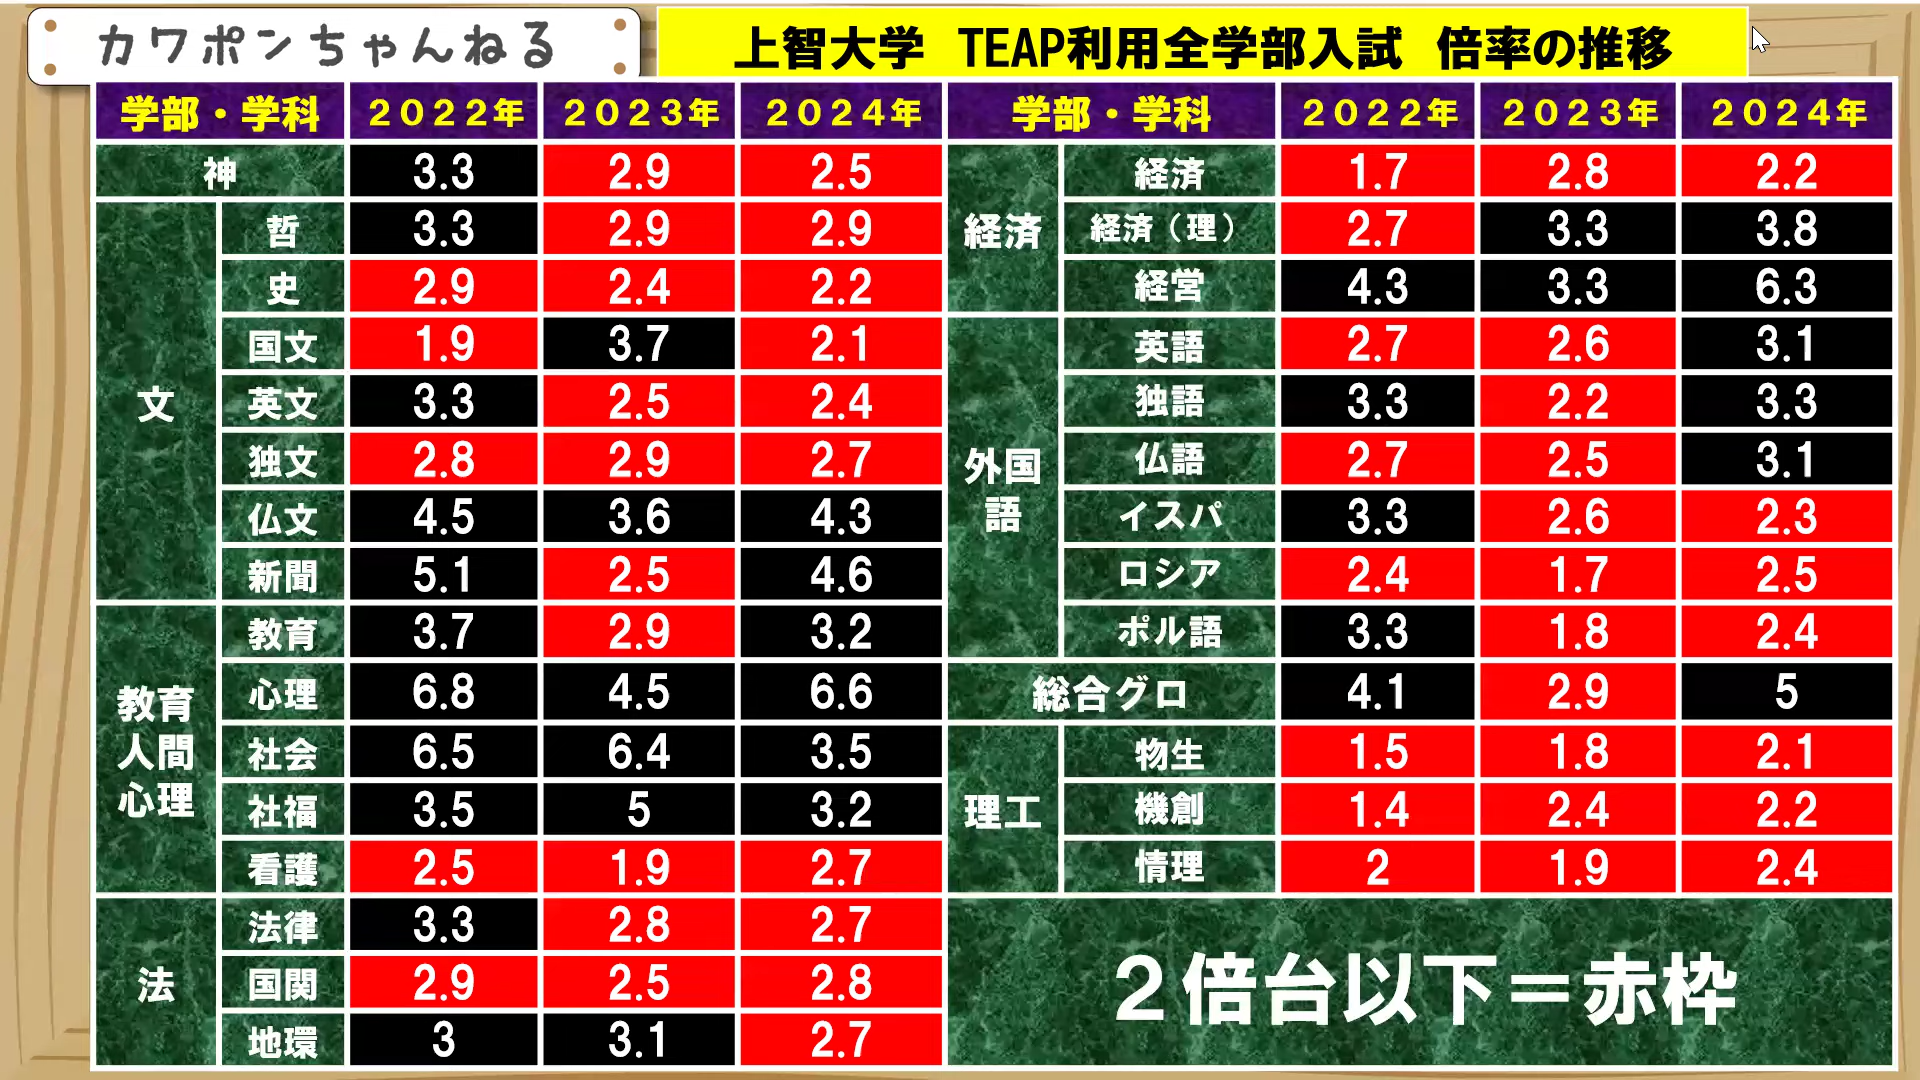 カワポンちゃんねる
上智大学 TEAP利用全学部入試 倍率の推移
学部・学科 2022年 2023年 2024年
神 3.3 2.9 2.5
文 哲 3.3 2.9 2.9
史 2.9 2.4 2.2
国文 1.9 3.7 2.1
英文 3.3 2.5 2.4
独文 2.8 2.9 2.7
仏文 4.5 3.6 4.3
新聞 5.1 2.5 4.6
教育人間心理 教育 3.7 2.9 3.2
心理 6.8 4.5 6.6
社会 6.5 6.4 3.5
社福 3.5 5 3.2
看護 2.5 1.9 2.7
法 法律 3.3 2.8 2.7
国関 2.9 2.5 2.8
地環 3 3.1 2.7
学部・学科 2022年 2023年 2024年
経済 経済 1.7 2.8 2.2
経済（理） 2.7 3.3 3.8
経営 4.3 3.3 6.3
外国語 英語 2.7 2.6 3.1
独語 3.3 2.2 3.3
仏語 2.7 2.5 3.1
イスパ 3.3 2.6 2.3
ロシア 2.4 1.7 2.5
ポル語 3.3 1.8 2.4
総合グロ 4.1 2.9 5
理工 物生 1.5 1.8 2.1
機創 1.4 2.4 2.2
情理 2 1.9 2.4
２倍台以下＝赤枠